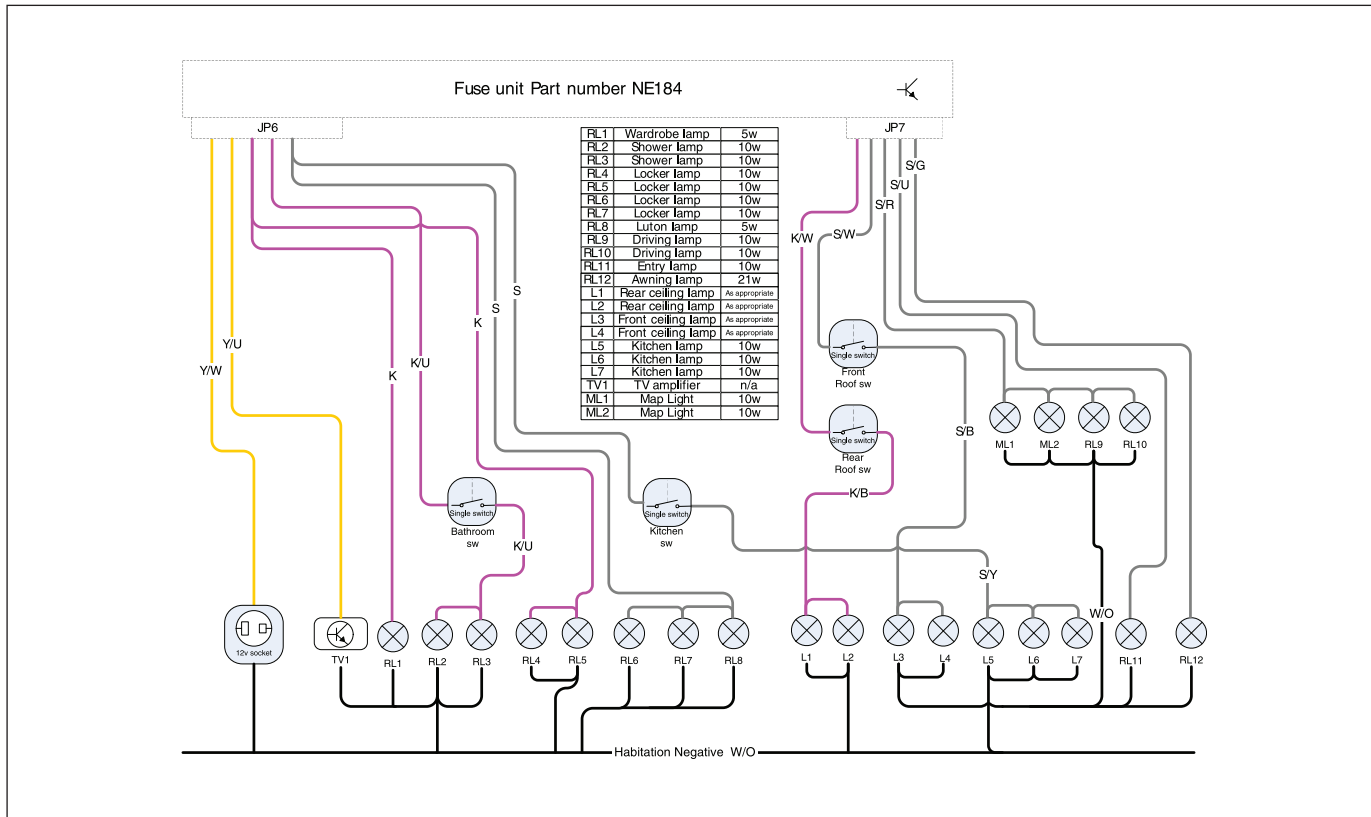 Fuse unit Part number NE184
JP6
JP7
RL1 Wardrobe lamp 5w
RL2 Shower lamp 10w
RL3 Shower lamp 10w
RL4 Locker lamp 10w
RL5 Locker lamp 10w
RL6 Locker lamp 10w
RL7 Locker lamp 10w
RL8 Luton lamp 5w
RL9 Driving lamp 10w
RL10 Driving lamp 10w
RL11 Entry lamp 10w
RL12 Awning lamp 21w
L1 Rear ceiling lamp As appropriate
L2 Rear ceiling lamp As appropriate
L3 Front ceiling lamp As appropriate
L4 Front ceiling lamp As appropriate
L5 Kitchen lamp 10w
L6 Kitchen lamp 10w
L7 Kitchen lamp 10w
TV1 TV amplifier n/a
ML1 Map Light 10w
ML2 Map Light 10w
S/G
S/U
S/R
K/W
S/W
S
S
K
Y/U
Y/W
K
K/U
Single switch
Front
Roof sw
S/B
Single switch
Rear
Roof sw
ML1
ML2
RL9
RL10
K/B
Single switch
Bathroom
sw
Single switch
Kitchen
sw
K/U
S/Y
W/O
12v socket
TV1
RL1
RL2
RL3
RL4
RL5
RL6
RL7
RL8
L1
L2
L3
L4
L5
L6
L7
RL11
RL12
Habitation Negative W/O